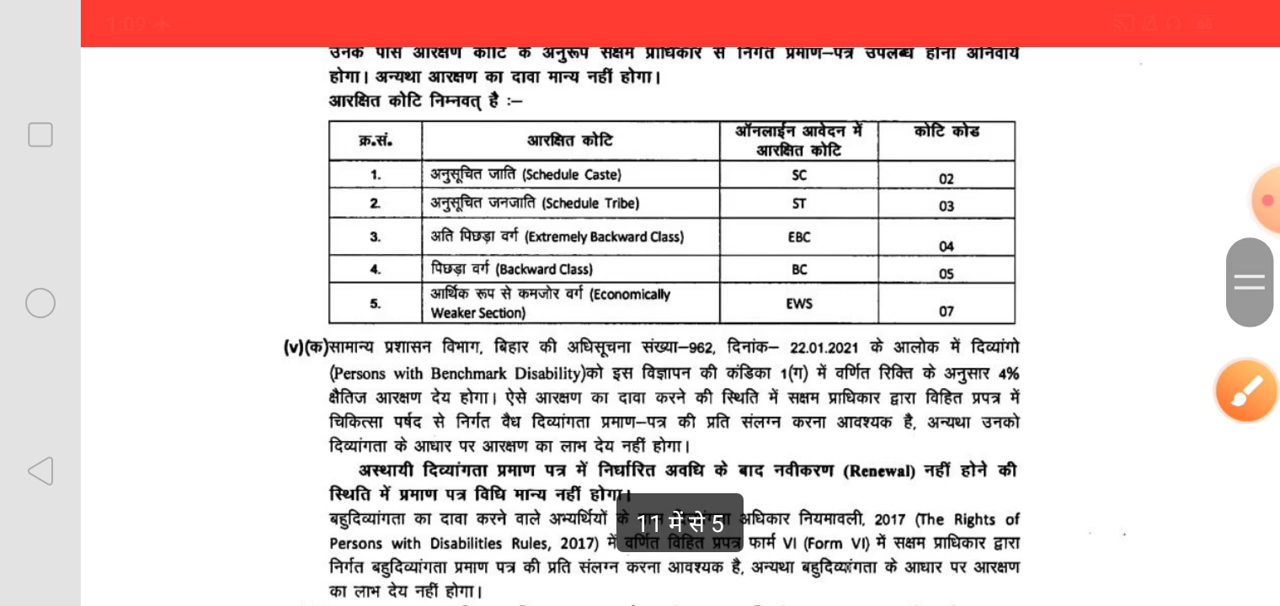 1:09
उनके पास आरक्षण कोटि के अनुरूप सक्षम प्राधिकार से निर्गत प्रमाण–पत्र उपलब्ध होना अनिवार्य
होगा। अन्यथा आरक्षण का दावा मान्य नहीं होगा।
आरक्षित कोटि निम्नवत् है :–
क्र.सं. आरक्षित कोटि ऑनलाईन आवेदन में आरक्षित कोटि कोटि कोड
1. अनुसूचित जाति (Schedule Caste) SC 02
2. अनुसूचित जनजाति (Schedule Tribe) ST 03
3. अति पिछड़ा वर्ग (Extremely Backward Class) EBC 04
4. पिछड़ा वर्ग (Backward Class) BC 05
5. आर्थिक रूप से कमजोर वर्ग (Economically Weaker Section) EWS 07
(v)(क)सामान्य प्रशासन विभाग, बिहार की अधिसूचना संख्या–962, दिनांक– 22.01.2021 के आलोक में दिव्यांगो
(Persons with Benchmark Disability)को इस विज्ञापन की कंडिका 1(ग) में वर्णित रिक्ति के अनुसार 4%
क्षैतिज आरक्षण देय होगा। ऐसे आरक्षण का दावा करने की स्थिति में सक्षम प्राधिकार द्वारा विहित प्रपत्र में
चिकित्सा पर्षद से निर्गत वैध दिव्यांगता प्रमाण–पत्र की प्रति संलग्न करना आवश्यक है, अन्यथा उनको
दिव्यांगता के आधार पर आरक्षण का लाभ देय नहीं होगा।
अस्थायी दिव्यांगता प्रमाण पत्र में निर्धारित अवधि के बाद नवीकरण (Renewal) नहीं होने की
स्थिति में प्रमाण पत्र विधि मान्य नहीं होगा।
बहुदिव्यांगता का दावा करने वाले अभ्यर्थियों के अधिकार नियमावली, 2017 (The Rights of
11 में से 5
Persons with Disabilities Rules, 2017) में वर्णित विहित प्रपत्र फार्म VI (Form VI) में सक्षम प्राधिकार द्वारा
निर्गत बहुदिव्यांगता प्रमाण पत्र की प्रति संलग्न करना आवश्यक है, अन्यथा बहुदिव्यांगता के आधार पर आरक्षण
का लाभ देय नहीं होगा।